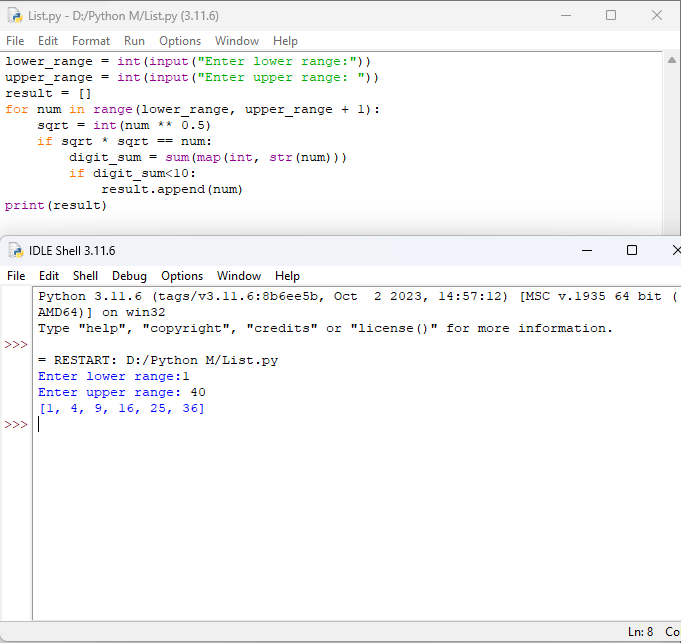 List.py - D:/Python M/List.py (3.11.6)
File Edit Format Run Options Window Help
lower_range = int(input("Enter lower range:"))
upper_range = int(input("Enter upper range: "))
result = []
for num in range(lower_range, upper_range + 1):
    sqrt = int(num ** 0.5)
    if sqrt * sqrt == num:
        digit_sum = sum(map(int, str(num)))
        if digit_sum<10:
            result.append(num)
print(result)
IDLE Shell 3.11.6
File Edit Shell Debug Options Window Help
Python 3.11.6 (tags/v3.11.6:8b6ee5b, Oct  2 2023, 14:57:12) [MSC v.1935 64 bit (
AMD64)] on win32
Type "help", "copyright", "credits" or "license()" for more information.
>>>
= RESTART: D:/Python M/List.py
Enter lower range:1
Enter upper range: 40
[1, 4, 9, 16, 25, 36]
>>>
Ln: 8 Co